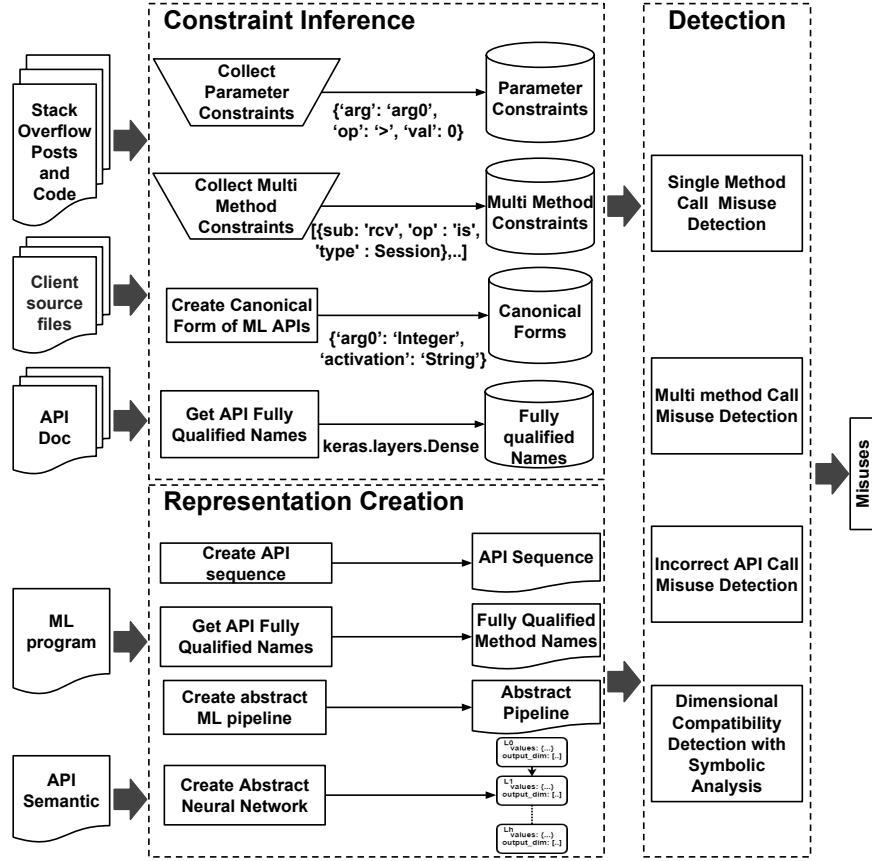 Constraint Inference
Detection
Stack
Overflow
Posts
and
Code
Collect
Parameter
Constraints
{‘arg’: ‘arg0’,
‘op’: ‘>’, ‘val’: 0}
Parameter
Constraints
Collect Multi
Method
Constraints
[{sub: 'rcv', 'op' : 'is',
'type' : Session},..]
Multi Method
Constraints
Single Method
Call Misuse
Detection
Client
source
files
Create Canonical
Form of ML APIs
{‘arg0’: ‘Integer’,
‘activation’: ‘String’}
Canonical
Forms
API
Doc
Get API Fully
Qualified Names
keras.layers.Dense
Fully
qualified
Names
Multi method Call
Misuse Detection
Misuses
Representation Creation
Create API
sequence
API Sequence
Incorrect API Call
Misuse Detection
ML
program
Get API Fully
Qualified Names
Fully Qualified
Method Names
Create abstract
ML pipeline
Abstract
Pipeline
Dimensional
Compatibility
Detection with
Symbolic
Analysis
API
Semantic
Create Abstract
Neural Network
L0
values: {...}
output_dim: [..]
L1
values: {...}
output_dim: [..]
Lh
values: {...}
output_dim: [..]